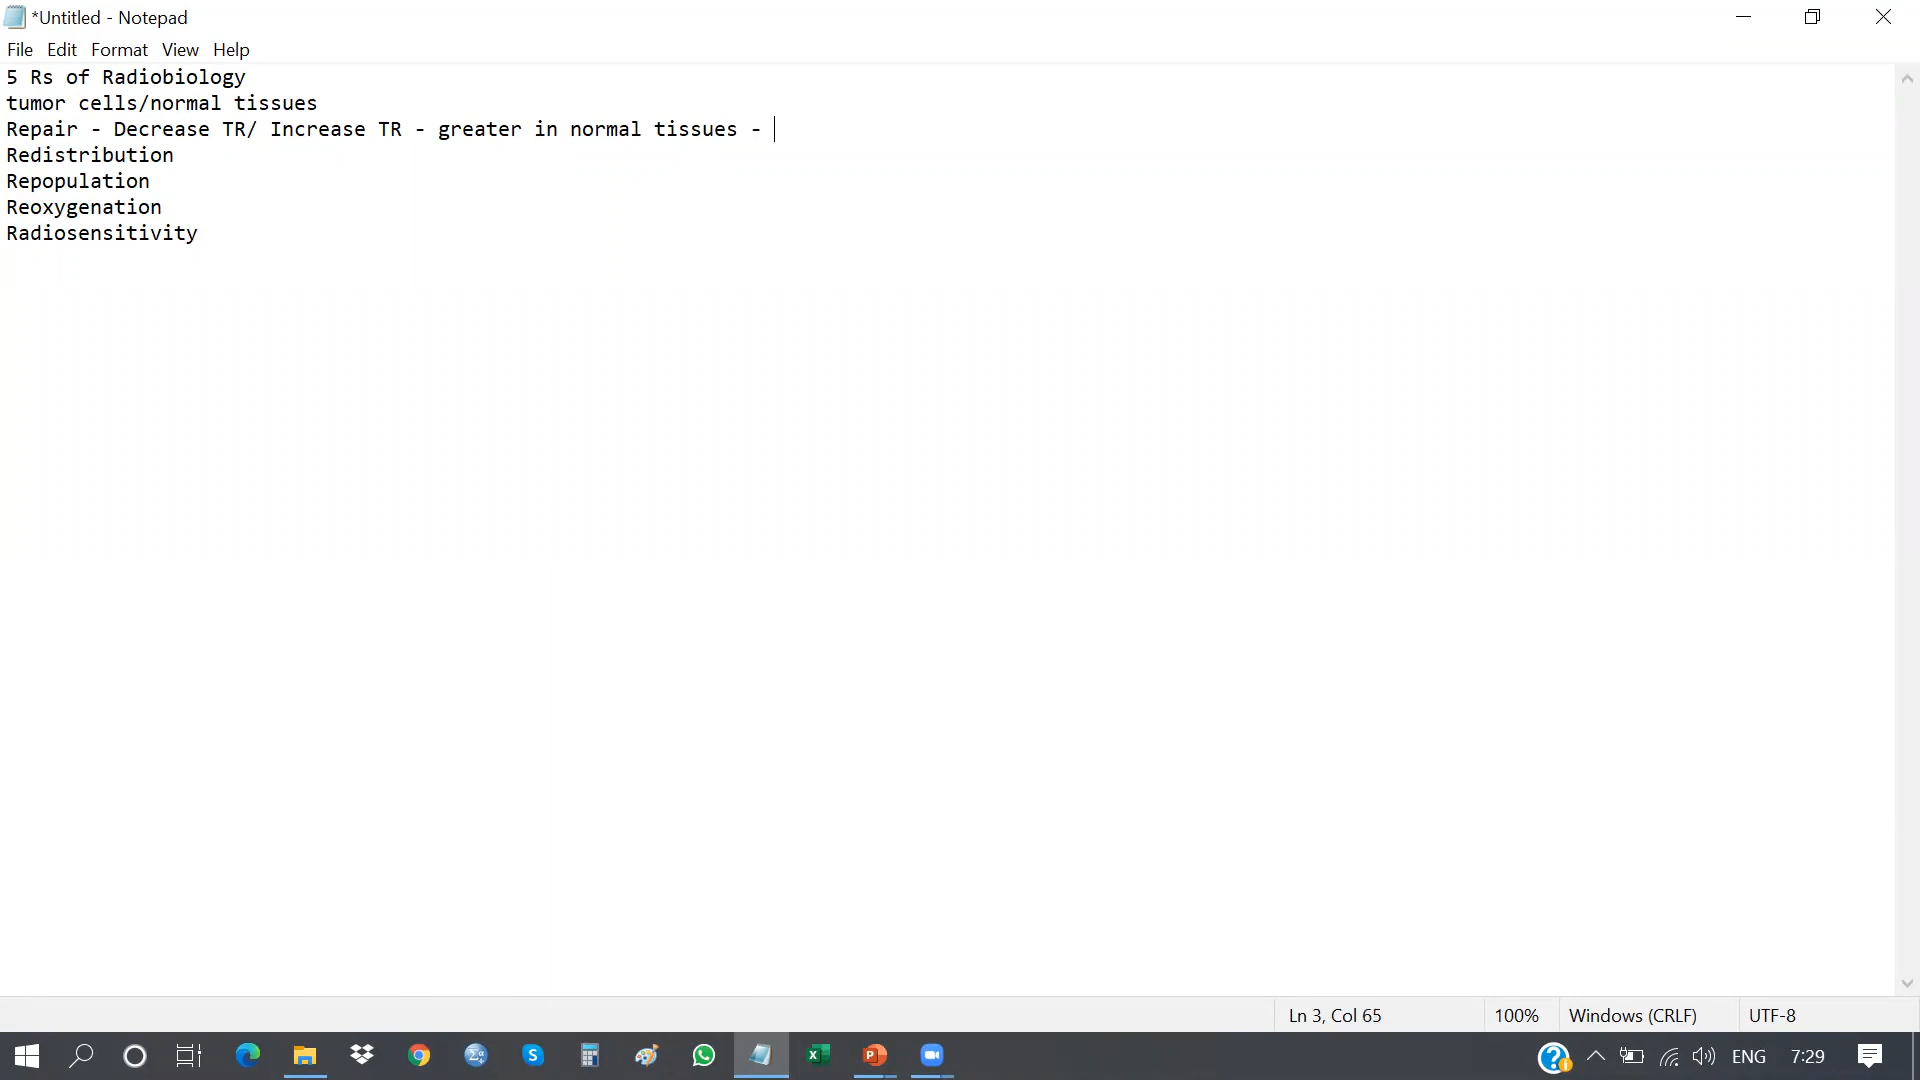 *Untitled - Notepad
File Edit Format View Help
5 Rs of Radiobiology
tumor cells/normal tissues
Repair - Decrease TR/ Increase TR - greater in normal tissues -
Redistribution
Repopulation
Reoxygenation
Radiosensitivity
Ln 3, Col 65 100% Windows (CRLF) UTF-8
ENG 7:29